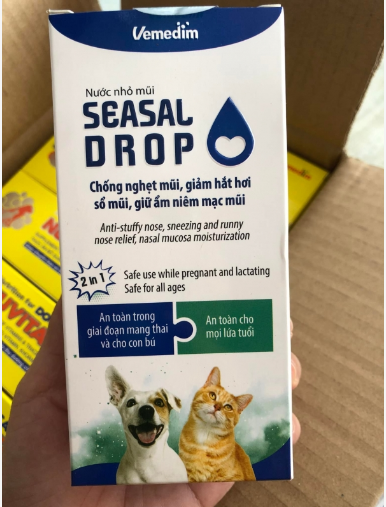 Vemedim
Nước nhỏ mũi
SEASAL
DROP
Chống nghẹt mũi, giảm hắt hơi
sổ mũi, giữ ẩm niêm mạc mũi
Anti-stuffy nose, sneezing and runny
nose relief, nasal mucosa moisturization
2 in 1
Safe use while pregnant and lactating
Safe for all ages
An toàn trong
giai đoạn mang thai
và cho con bú
An toàn cho
mọi lứa tuổi